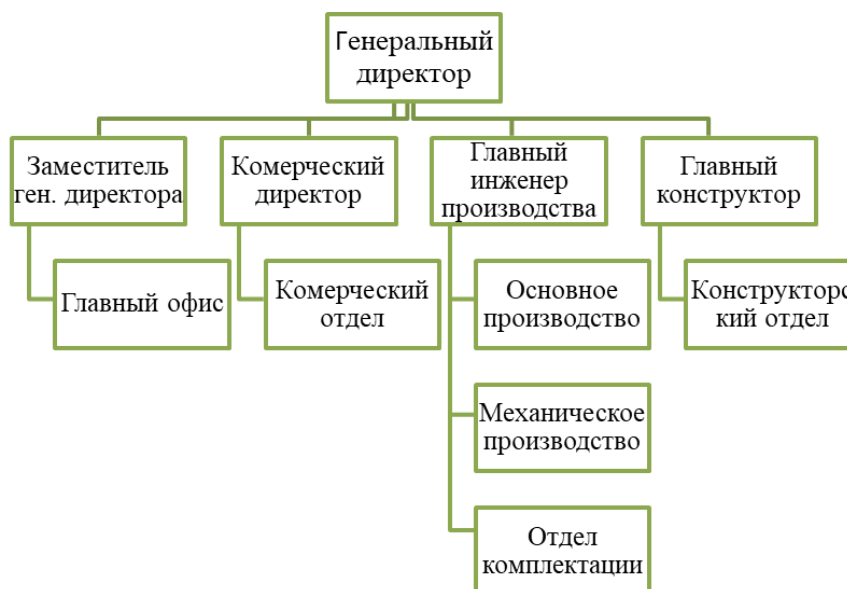 Генеральный
директор
Заместитель
ген. директора
Комерческий
директор
Главный
инженер
производства
Главный
конструктор
Главный офис
Комерческий
отдел
Основное
производство
Конструкторс
кий отдел
Механическое
производство
Отдел
комплектации